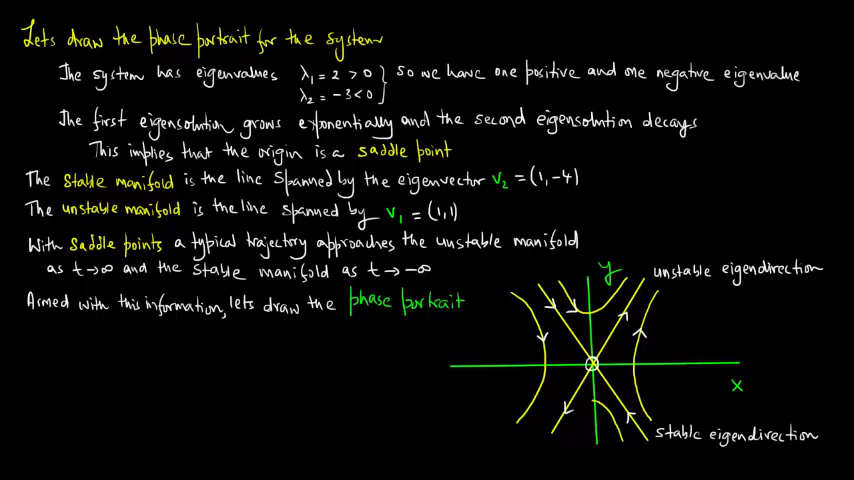 Lets draw the phase portrait for the system
The system has eigenvalues λ₁ = 2 > 0 } so we have one positive and one negative eigenvalue
λ₂ = -3 < 0
The first eigensolution grows exponentially and the second eigensolution decays
This implies that the origin is a saddle point
The stable manifold is the line spanned by the eigenvector v₂ = (1,-4)
The unstable manifold is the line spanned by v₁ = (1,1)
With saddle points a typical trajectory approaches the unstable manifold
as t → ∞ and the stable manifold as t → -∞
Armed with this information, lets draw the phase portrait
y
unstable eigendirection
x
stable eigendirection